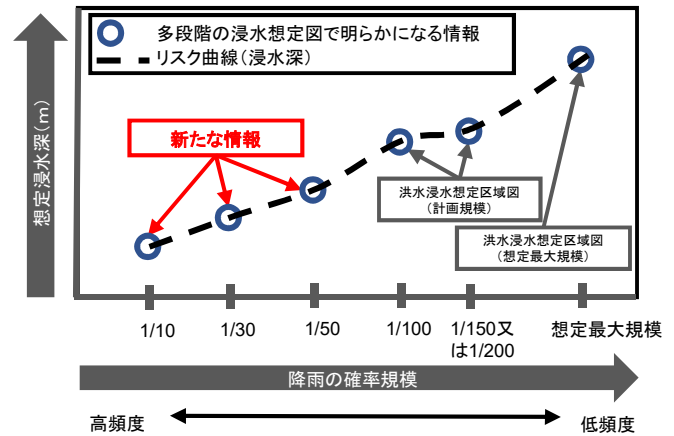 多段階の浸水想定図で明らかになる情報
リスク曲線（浸水深）
想定浸水深（ｍ）
新たな情報
洪水浸水想定区域図
（計画規模）
洪水浸水想定区域図
（想定最大規模）
1/10
1/30
1/50
1/100
1/150又
は1/200
想定最大規模
降雨の確率規模
高頻度
低頻度